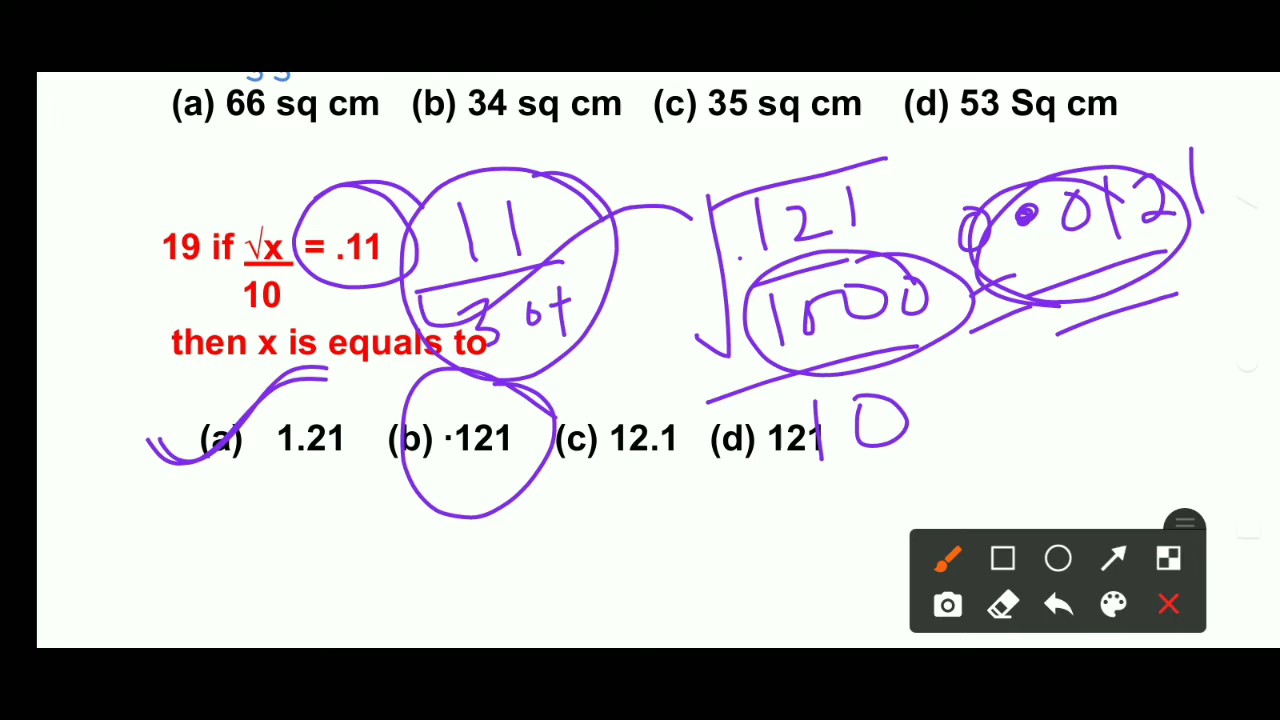 (a) 66 sq cm (b) 34 sq cm (c) 35 sq cm (d) 53 Sq cm
19 if √x = .11
10
then x is equals to
(a) 1.21 (b) ·121 (c) 12.1 (d) 121
11
121
1000
.0121
10